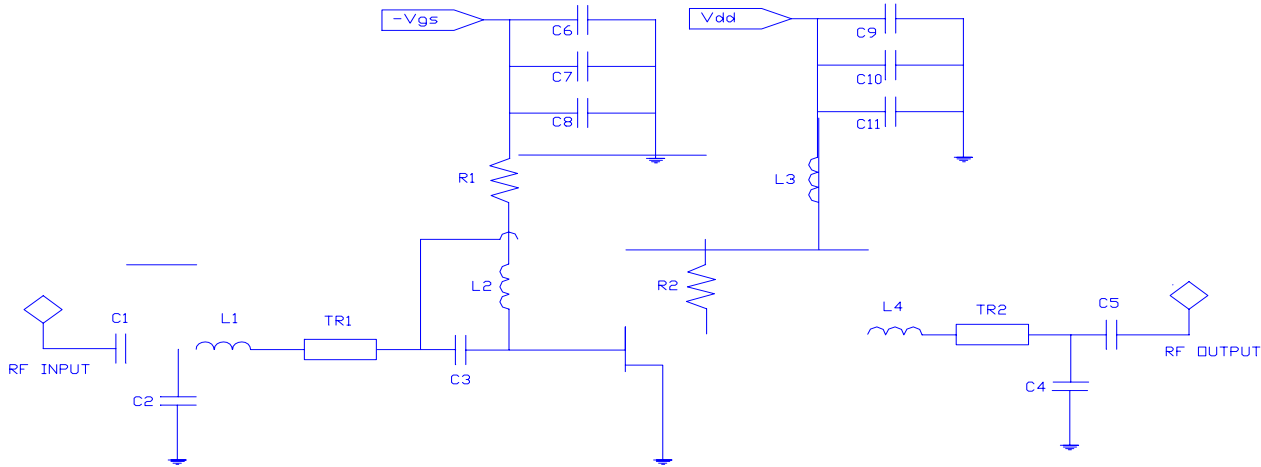 -Vgs
Vdd
C6
C9
C7
C10
C8
C11
R1
L3
L2
R2
C1
L1
TR1
L4
TR2
C5
RF INPUT
C3
RF OUTPUT
C2
C4